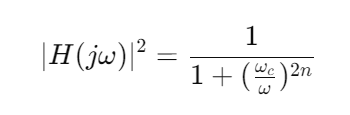 |H(jω)|² = 1 / (1 + (ω_c/ω)^{2n})